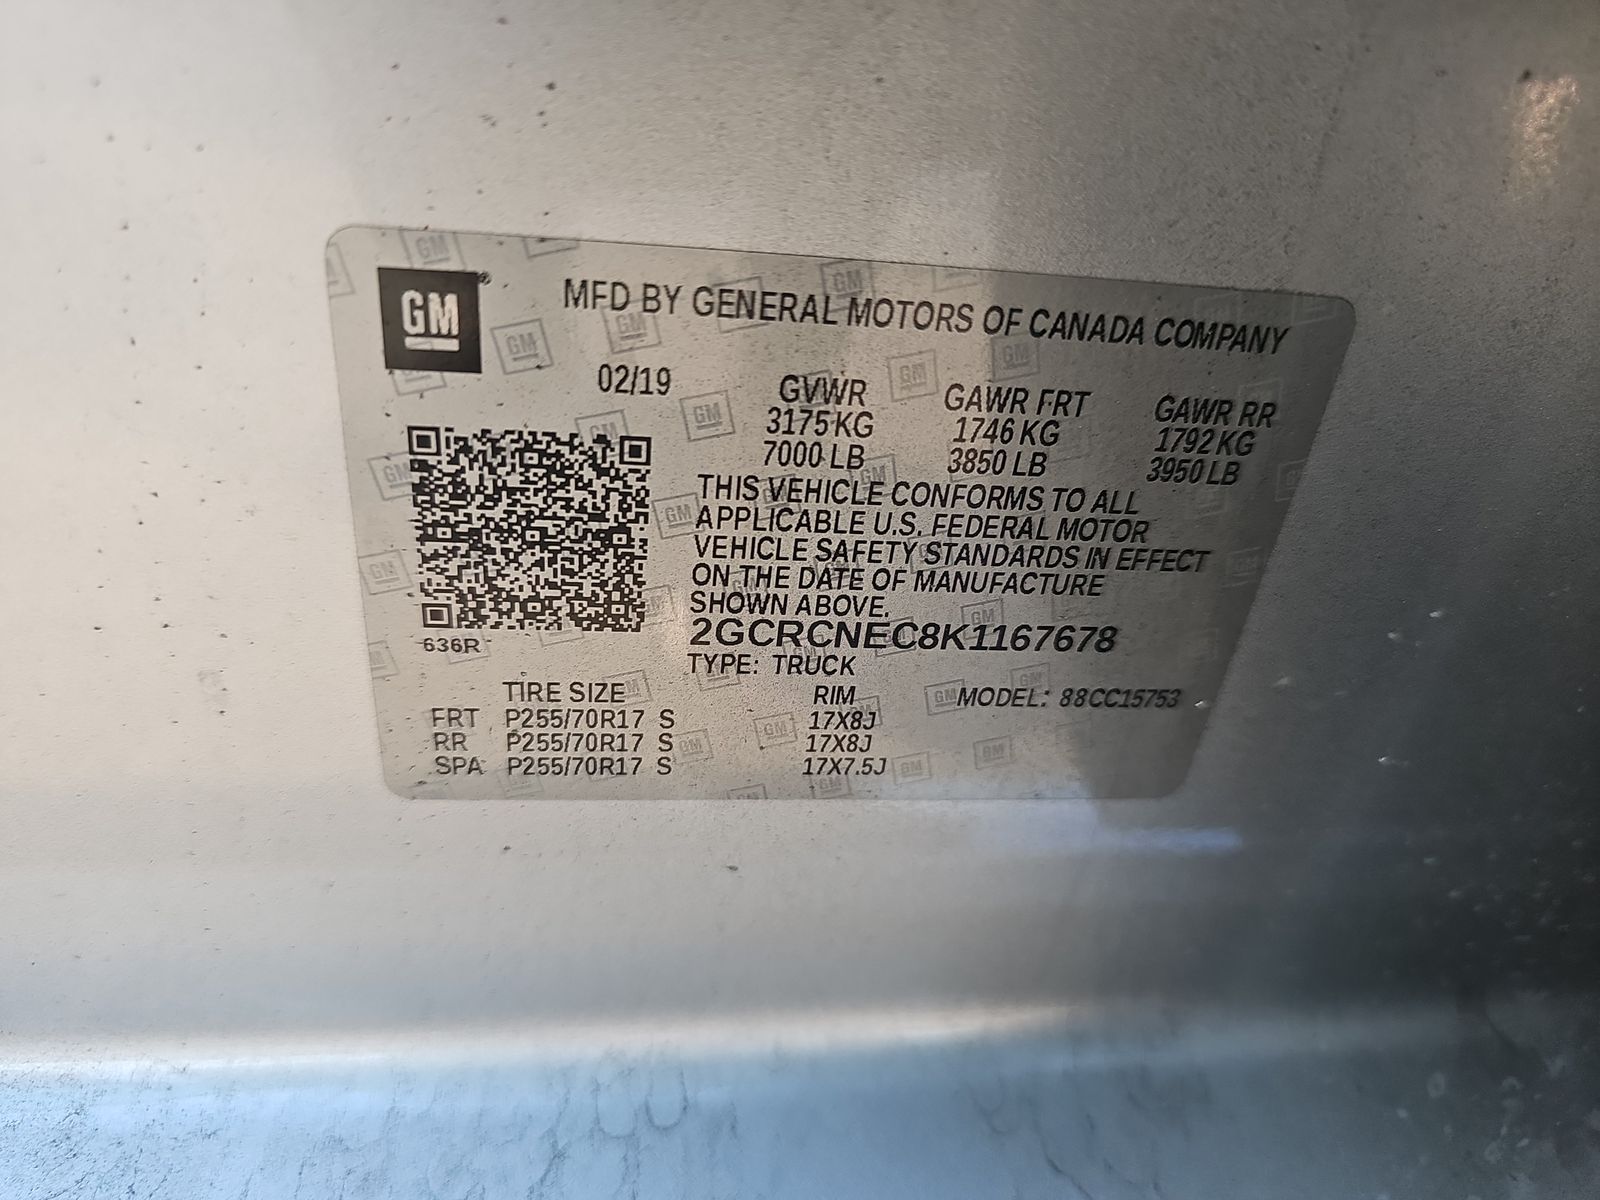 GM
MFD BY GENERAL MOTORS OF CANADA COMPANY
02/19
GVWR GAWR FRT GAWR RR
3175 KG 1746 KG 1792 KG
7000 LB 3850 LB 3950 LB
THIS VEHICLE CONFORMS TO ALL
APPLICABLE U.S. FEDERAL MOTOR
VEHICLE SAFETY STANDARDS IN EFFECT
ON THE DATE OF MANUFACTURE
SHOWN ABOVE.
2GCRCNEC8K1167678
636R
TYPE: TRUCK
TIRE SIZE RIM MODEL: 88CC15753
FRT P255/70R17 S 17X8J
RR P255/70R17 S 17X8J
SPA P255/70R17 S 17X7.5J